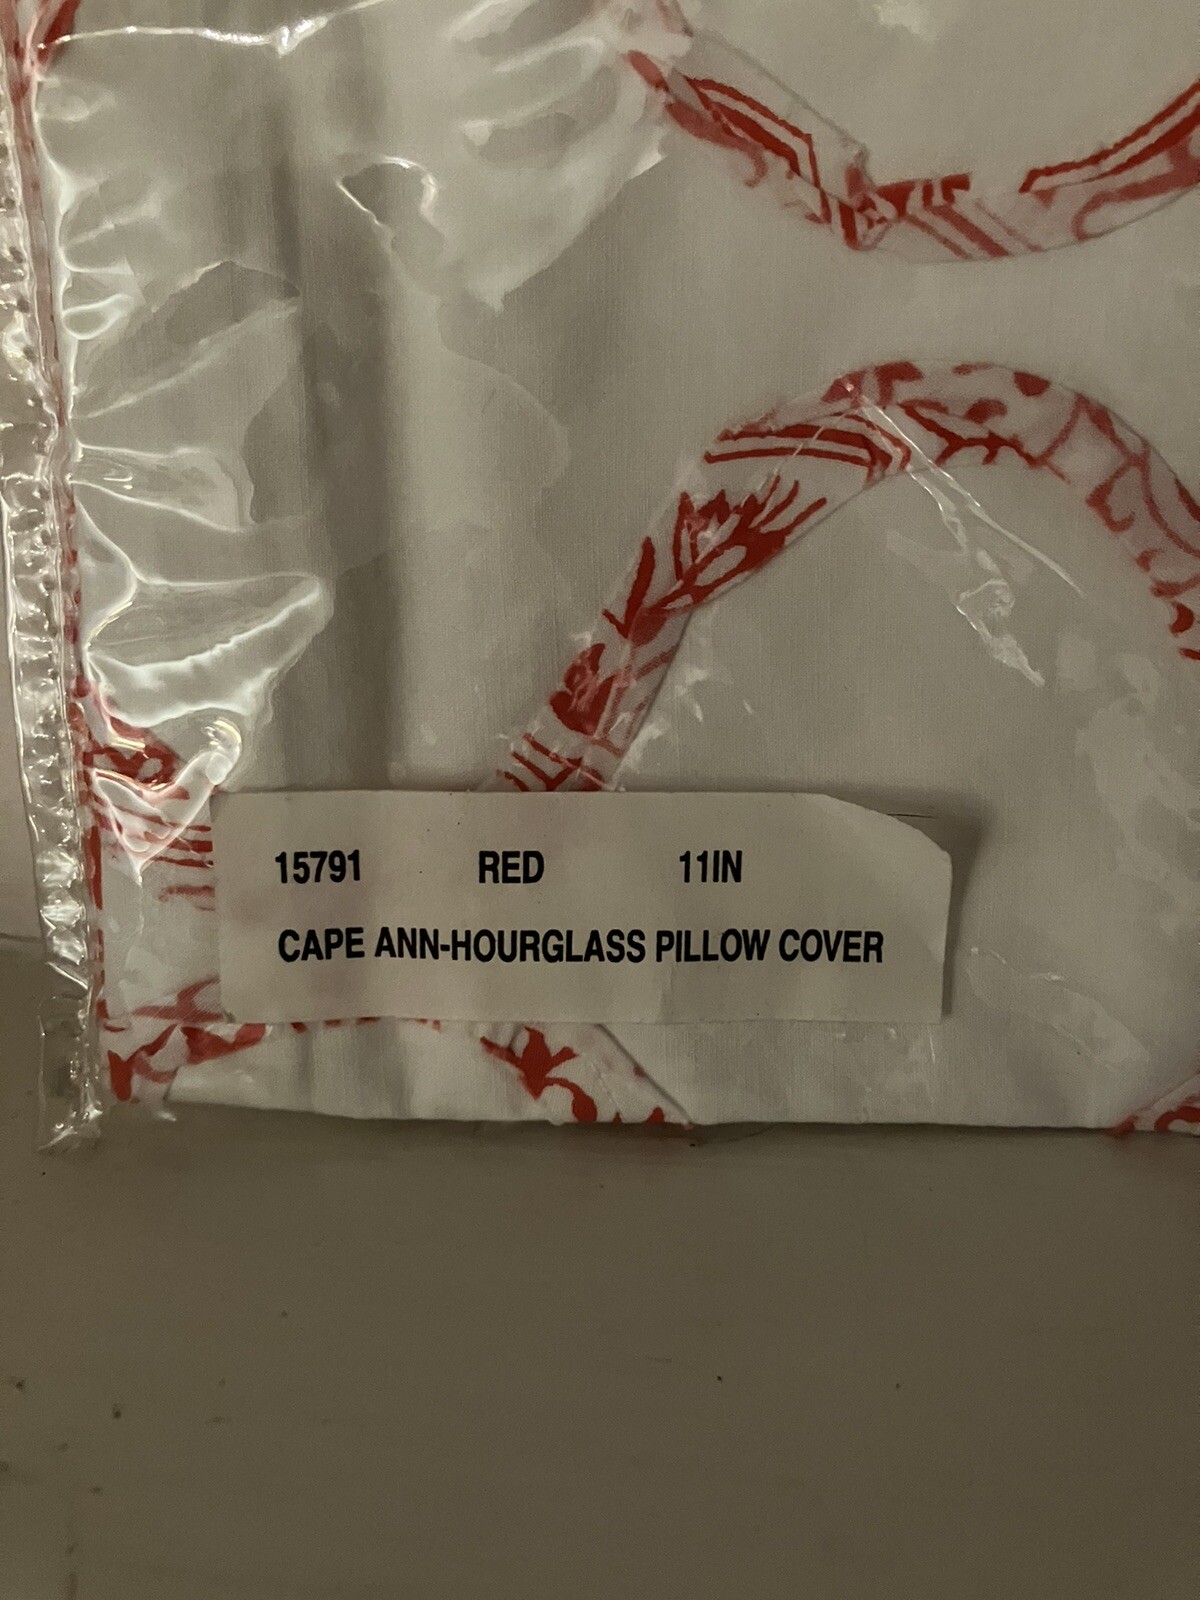 15791 RED 11IN
CAPE ANN-HOURGLASS PILLOW COVER